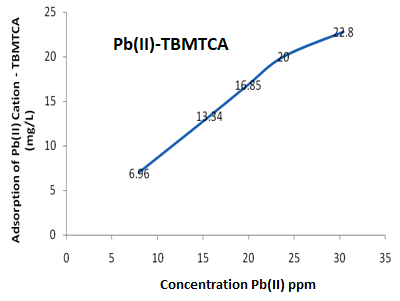 Pb(II)-TBMTCA
Adsorption of Pb(II) Cation - TBMTCA
(mg/L)
25
20
15
10
5
0
6.96
13.34
16.85
20
22.8
0 5 10 15 20 25 30 35
Concentration Pb(II) ppm